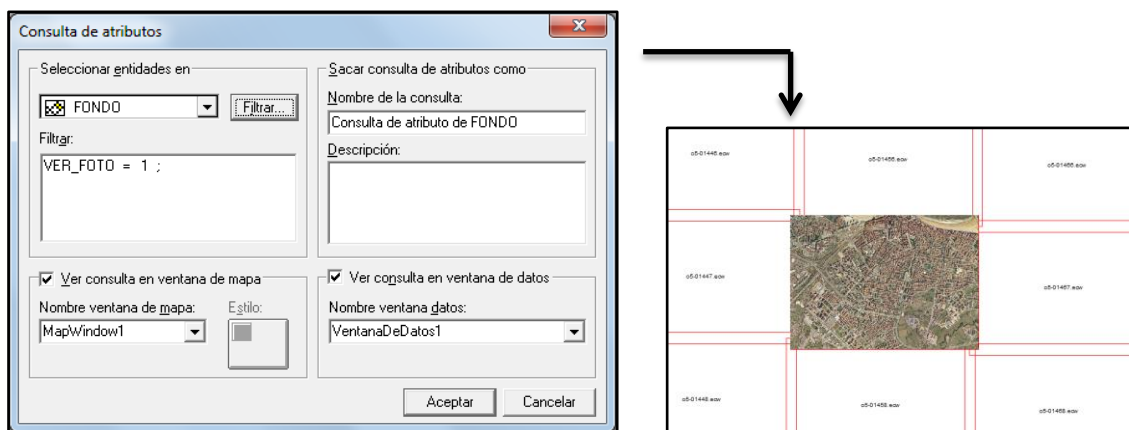 Consulta de atributos
Seleccionar entidades en
FONDO
Filtrar...
Filtrar:
VER_FOTO = 1 ;
Sacar consulta de atributos como
Nombre de la consulta:
Consulta de atributo de FONDO
Descripción:
Ver consulta en ventana de mapa
Nombre ventana de mapa:
Estilo:
MapWindow1
Ver consulta en ventana de datos
Nombre ventana datos:
VentanaDeDatos1
Aceptar
Cancelar
o5-01446.ecw
o5-01456.ecw
o5-01466.ecw
o5-01447.ecw
o5-01467.ecw
o5-01448.ecw
o5-01458.ecw
o5-01468.ecw